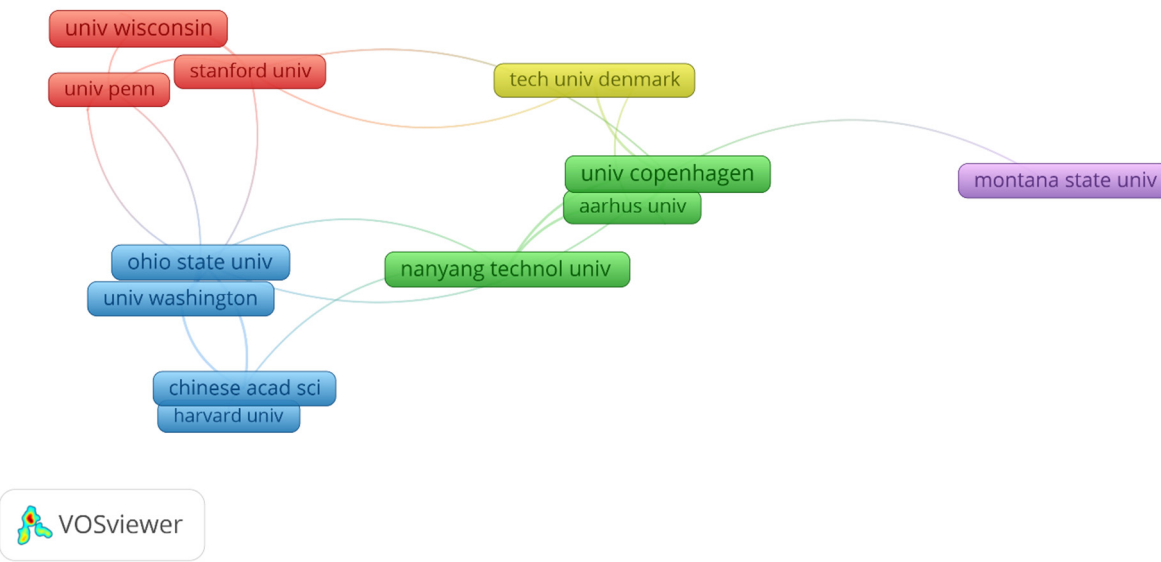 univ wisconsin
stanford univ
tech univ denmark
univ penn
univ copenhagen
montana state univ
aarhus univ
ohio state univ
nanyang technol univ
univ washington
chinese acad sci
harvard univ
VOSviewer